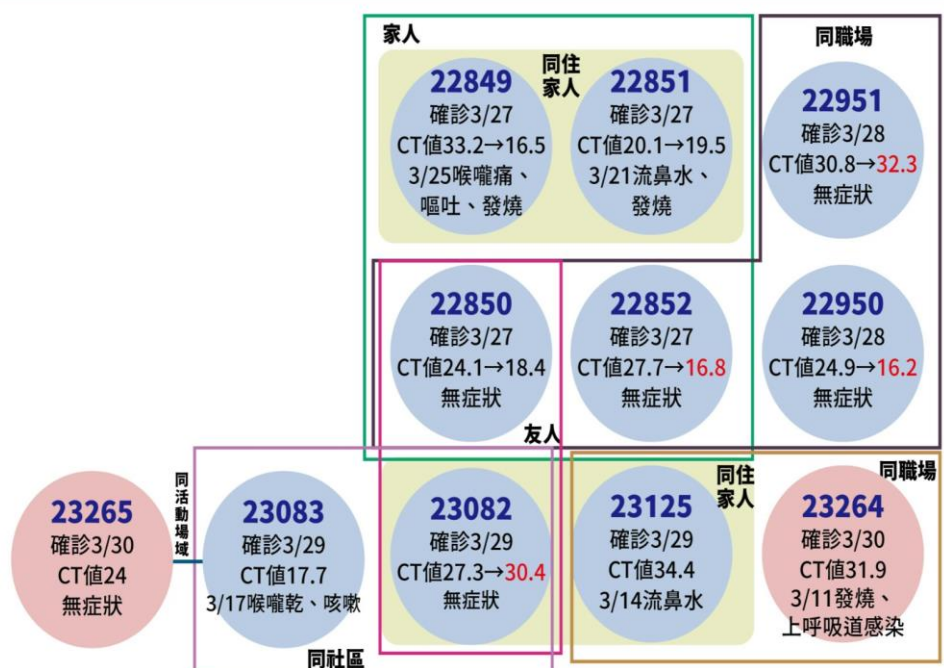 家人
同住
家人
22849
確診3/27
CT值33.2→16.5
3/25喉嚨痛、
嘔吐、發燒
22851
確診3/27
CT值20.1→19.5
3/21流鼻水、
發燒
同職場
22951
確診3/28
CT值30.8→32.3
無症狀
22850
確診3/27
CT值24.1→18.4
無症狀
22852
確診3/27
CT值27.7→16.8
無症狀
22950
確診3/28
CT值24.9→16.2
無症狀
友人
23265
確診3/30
CT值24
無症狀
同活動場域
23083
確診3/29
CT值17.7
3/17喉嚨乾、咳嗽
同社區
23082
確診3/29
CT值27.3→30.4
無症狀
同住
家人
23125
確診3/29
CT值34.4
3/14流鼻水
同職場
23264
確診3/30
CT值31.9
3/11發燒、
上呼吸道感染